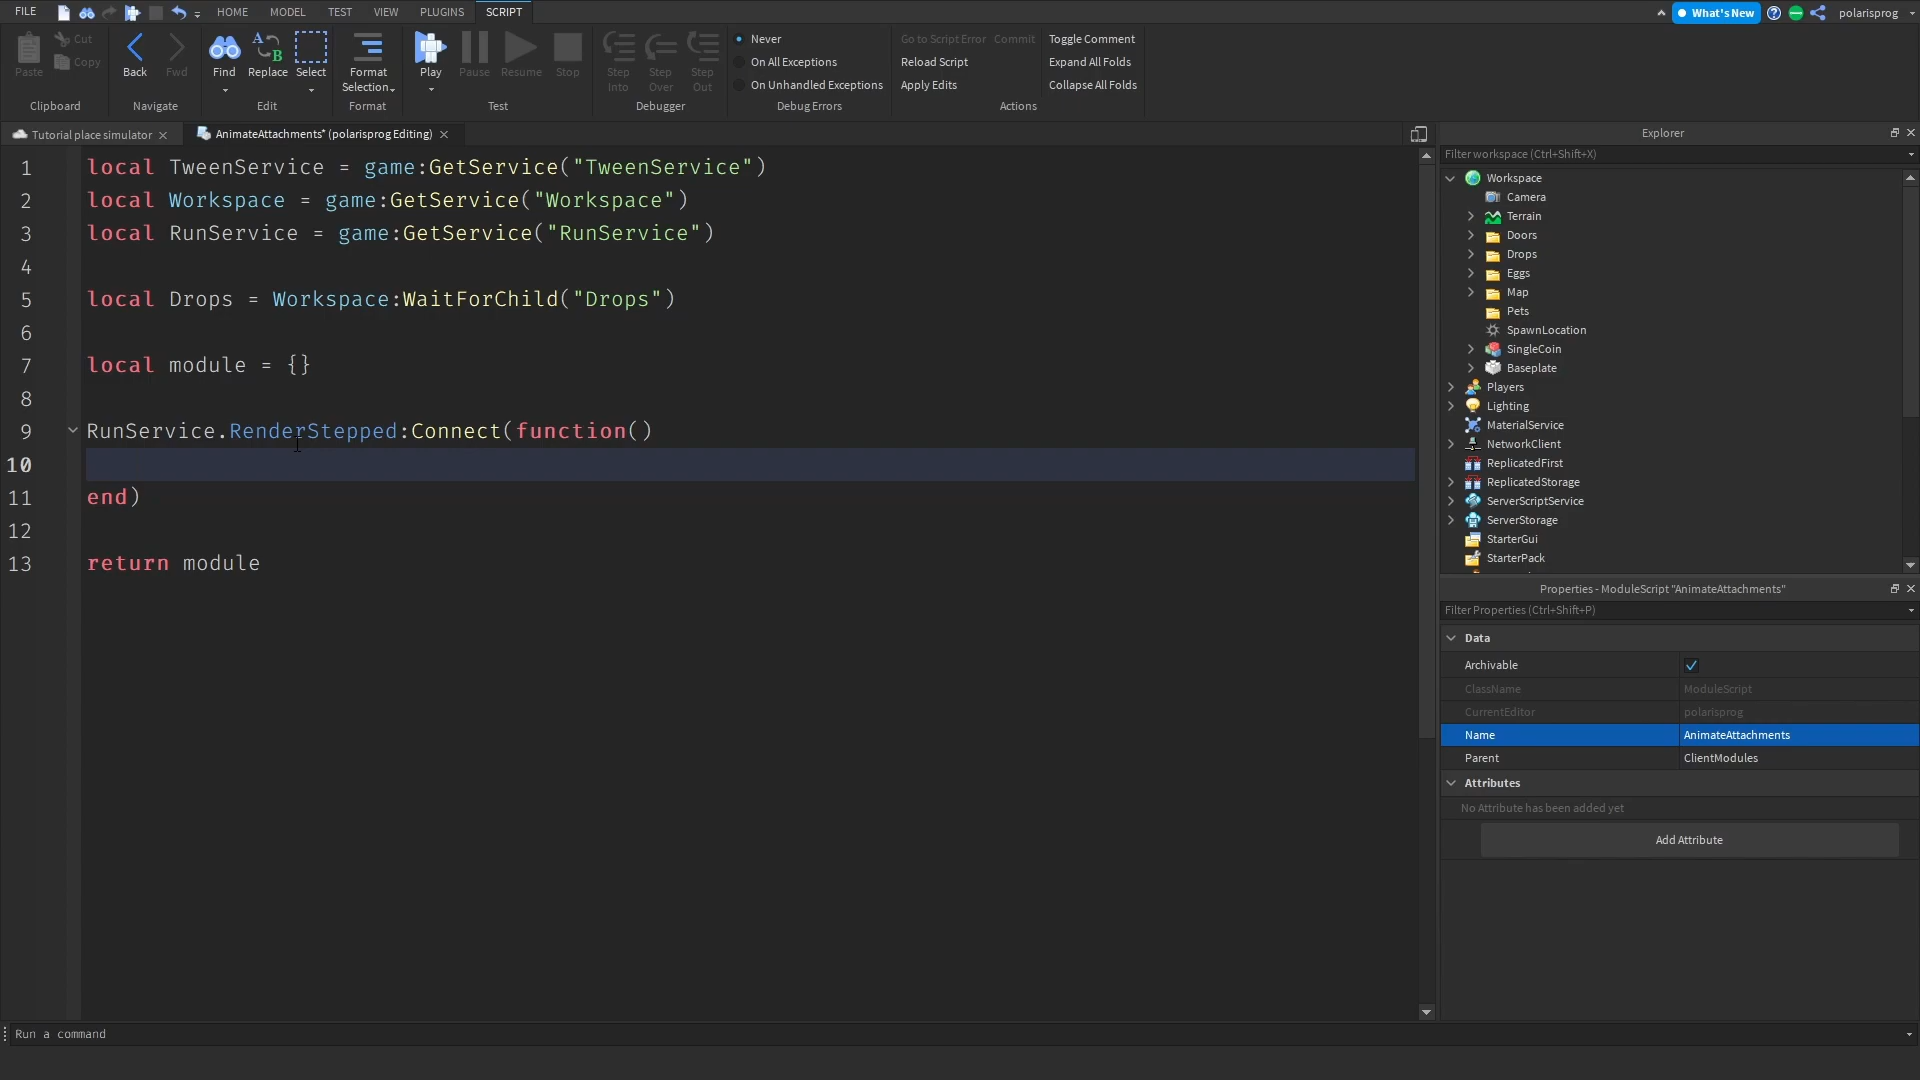 FILE HOME MODEL TEST VIEW PLUGINS SCRIPT What's New polarisprog
Paste Cut Copy Back Fwd Find Replace Select Format Selection Play Pause Resume Stop Step Into Step Over Step Out
Never Go to Script Error Commit Toggle Comment
On All Exceptions Reload Script Expand All Folds
On Unhandled Exceptions Apply Edits Collapse All Folds
Clipboard Navigate Edit Format Test Debugger Debug Errors Actions
Tutorial place simulator AnimateAttachments* (polarisprog Editing)
1 local TweenService = game:GetService("TweenService")
2 local Workspace = game:GetService("Workspace")
3 local RunService = game:GetService("RunService")
4
5 local Drops = Workspace:WaitForChild("Drops")
6
7 local module = {}
8
9 RunService.RenderStepped:Connect(function()
10
11 end)
12
13 return module
Explorer
Filter workspace (Ctrl+Shift+X)
Workspace
Camera
Terrain
Doors
Drops
Eggs
Map
Pets
SpawnLocation
SingleCoin
Baseplate
Players
Lighting
MaterialService
NetworkClient
ReplicatedFirst
ReplicatedStorage
ServerScriptService
ServerStorage
StarterGui
StarterPack
Properties - ModuleScript "AnimateAttachments"
Filter Properties (Ctrl+Shift+P)
Data
Archivable
ClassName ModuleScript
CurrentEditor polarisprog
Name AnimateAttachments
Parent ClientModules
Attributes
No Attribute has been added yet
Add Attribute
Run a command